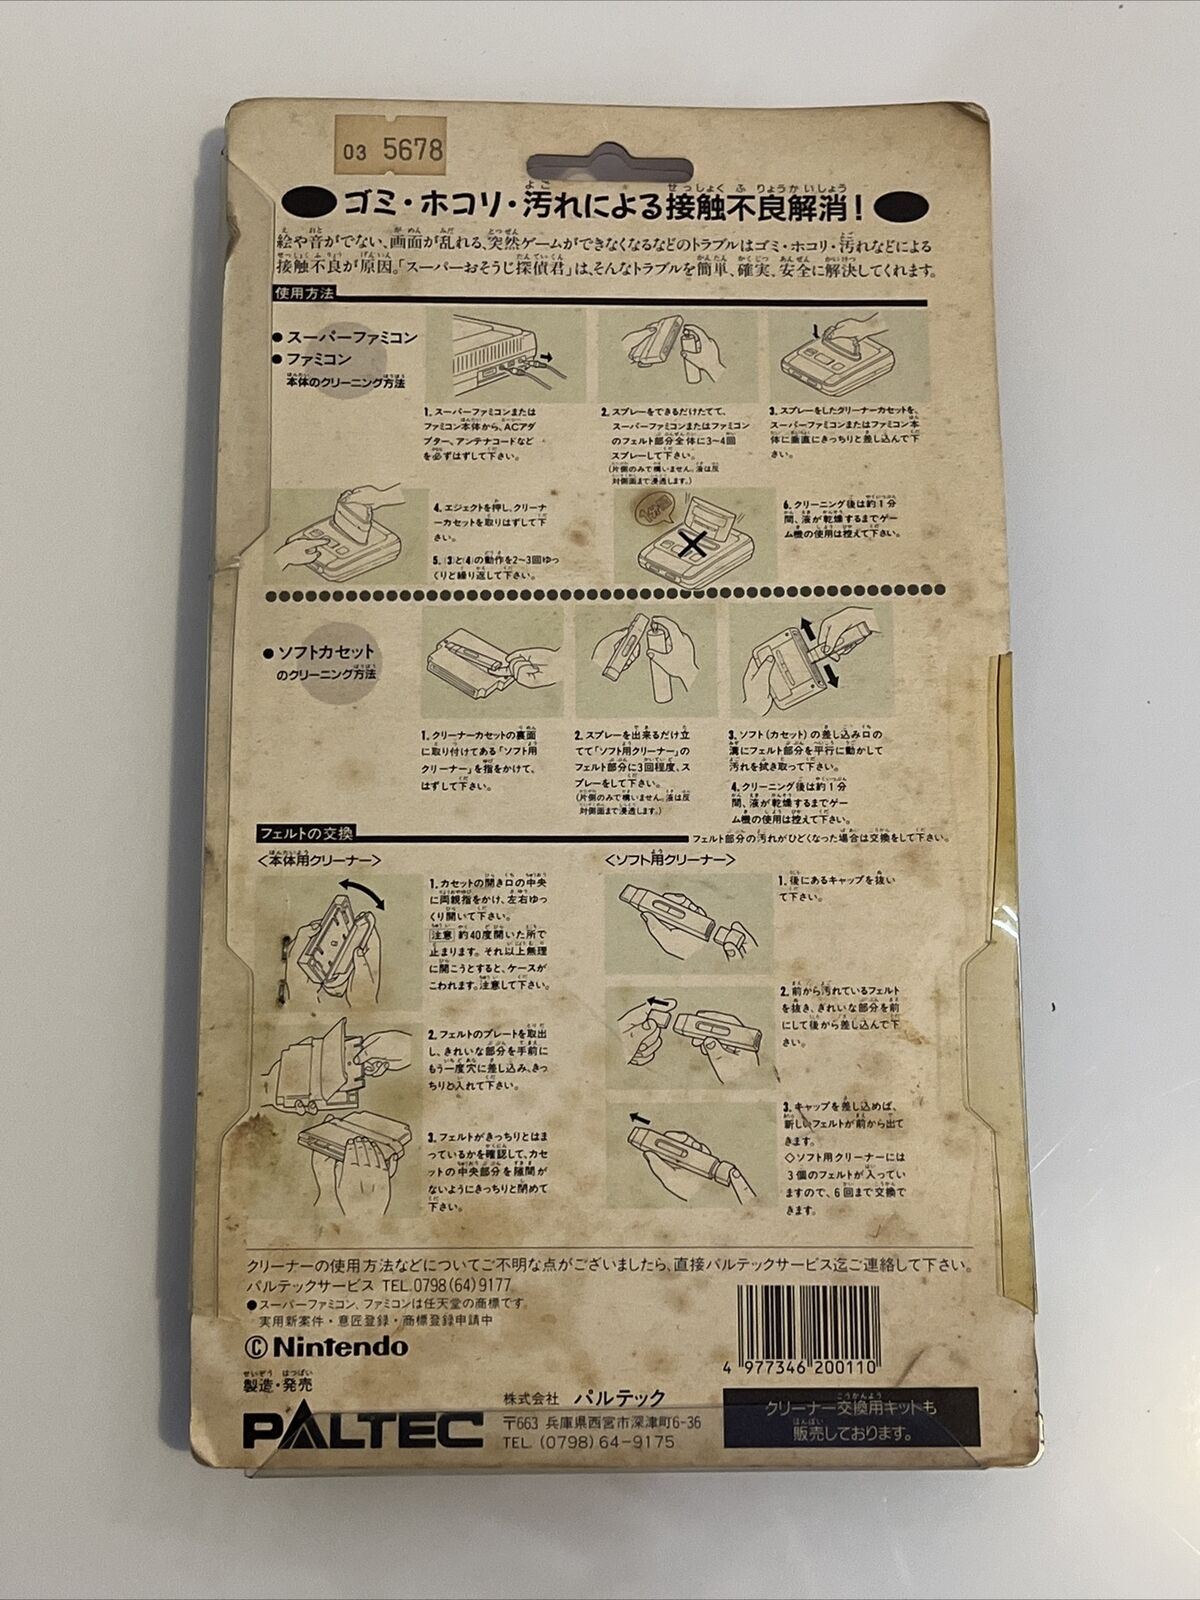 03 5678
ゴミ・ホコリ・汚れによる接触不良解消!
絵や音がでない、画面が乱れる、突然ゲームができなくなるなどのトラブルはゴミ・ホコリ・汚れなどによる
接触不良が原因。「スーパーおそうじ探偵君」は、そんなトラブルを簡単、確実、安全に解決してくれます。
使用方法
●スーパーファミコン
●ファミコン
本体のクリーニング方法
1. スーパーファミコンまたは
ファミコン本体から、ACアダ
プター、アンテナコードなど
を必ずはずして下さい。
2. スプレーをできるだけたてて、
スーパーファミコンまたはファミコン
のフェルト部分全体に3~4回
スプレーして下さい。
(片側のみで構いません。液は反
対側面まで浸透します。)
3. スプレーをしたクリーナーカセットを、
スーパーファミコンまたはファミコン本
体に垂直にきっちりと差し込んで下
さい。
4. エジェクトを押し、クリーナ
ーカセットを取りはずして下
さい。
5. (3)と(4)の動作を2~3回ゆっ
くりと繰り返して下さい。
6. クリーニング後は約1分
間、液が乾燥するまでゲー
ム機の使用は控えて下さい。
●ソフトカセット
のクリーニング方法
1. クリーナーカセットの裏面
に取り付けてある「ソフト用
クリーナー」を指をかけて、
はずして下さい。
2. スプレーを出来るだけ立
てて「ソフト用クリーナー」の
フェルト部分に3回程度、ス
プレーをして下さい。
(片側のみで構いません。液は反
対側面まで浸透します。)
3. ソフト(カセット)の差し込み口の
溝にフェルト部分を平行に動かして
汚れを拭き取って下さい。
4. クリーニング後は約1分
間、液が乾燥するまでゲー
ム機の使用は控えて下さい。
フェルトの交換
フェルト部分の汚れがひどくなった場合は交換をして下さい。
<本体用クリーナー>
1. カセットの開き口の中央
に両親指をかけ、左右ゆっ
くり開いて下さい。
注意 約40度開いた所で
止まります。それ以上無理
に開こうとすると、ケースが
こわれます。注意して下さい。
2. フェルトのプレートを取出
し、きれいな部分を手前に
もう一度穴に差し込み、きっ
ちりと入れて下さい。
3. フェルトがきっちりとはま
っているかを確認して、カセ
ットの中央部分を隙間が
ないようにきっちりと閉めて
下さい。
<ソフト用クリーナー>
1. 後にあるキャップを抜い
て下さい。
2. 前から汚れているフェルト
を抜き、きれいな部分を前
にして後から差し込んで下
さい。
3. キャップを差し込めば、
新しいフェルトが前から出て
きます。
◇ソフト用クリーナーには
3個のフェルトが入ってい
ますので、6回まで交換で
きます。
クリーナーの使用方法などについてご不明な点がございましたら、直接パルテックサービス迄ご連絡して下さい。
パルテックサービス TEL.0798(64)9177
●スーパーファミコン、ファミコンは任天堂の商標です。
実用新案件・意匠登録・商標登録申請中
©Nintendo
製造・発売
PALTEC
株式会社 パルテック
〒663 兵庫県西宮市深津町6-36
TEL (0798)64-9175
4 977346 200110
クリーナー交換用キットも
販売しております。